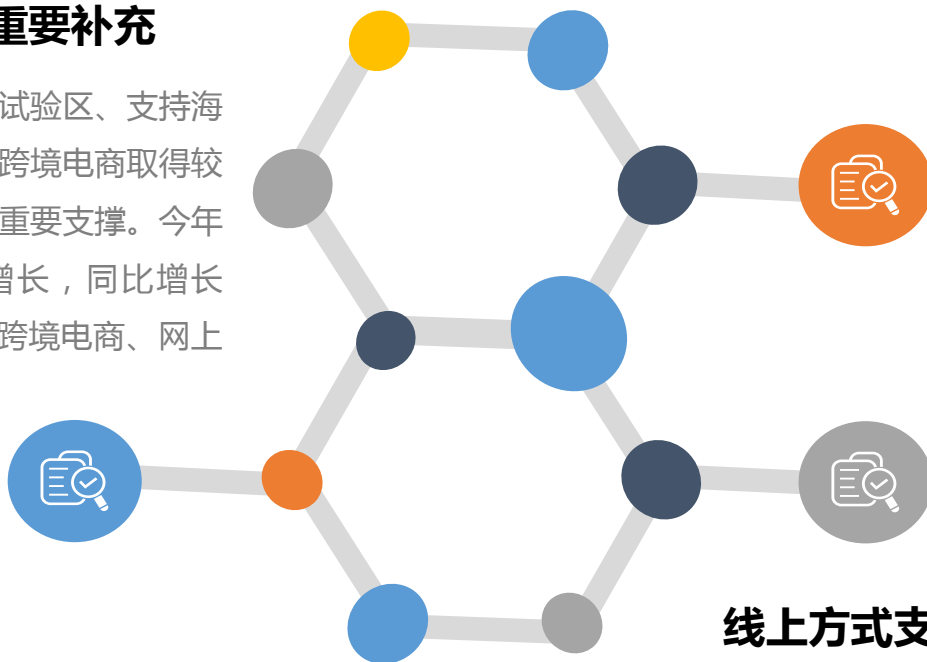 重要补充
试验区、支持海
跨境电商取得较
重要支撑。今年
增长，同比增长
跨境电商、网上
线上方式支